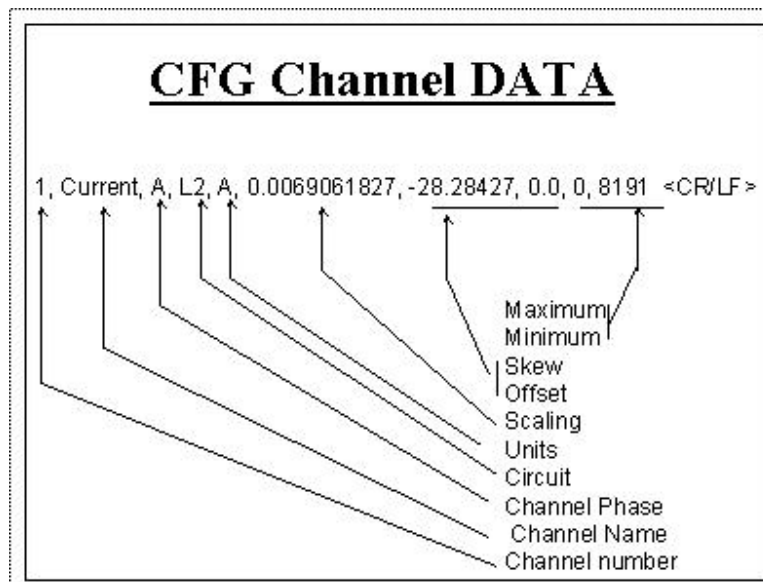 CFG Channel DATA
1, Current, A, L2, A, 0.0069061827, -28.28427, 0.0, 0, 8191 <CR/LF>
Maximum
Minimum
Skew
Offset
Scaling
Units
Circuit
Channel Phase
Channel Name
Channel number